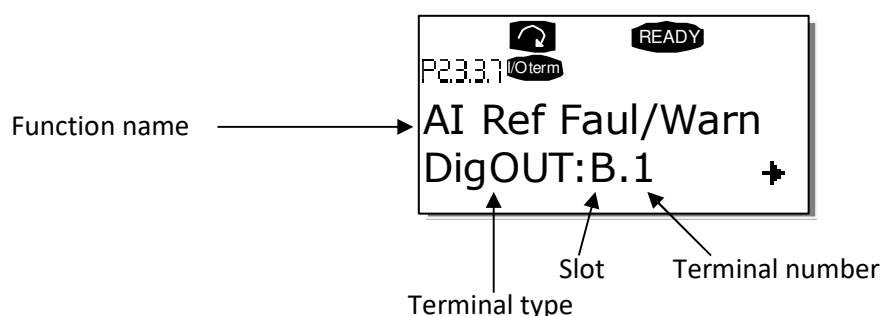 READY
P2.3.3.7 I/Oterm
Function name
AI Ref Faul/Warn
DigOUT:B.1
Slot
Terminal number
Terminal type